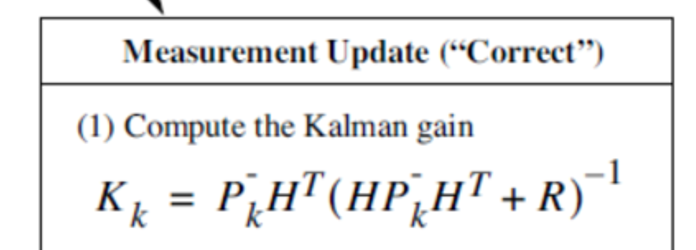 Measurement Update (“Correct”)
(1) Compute the Kalman gain
K_k = P_k^- H^T (H P_k^- H^T + R)^{-1}